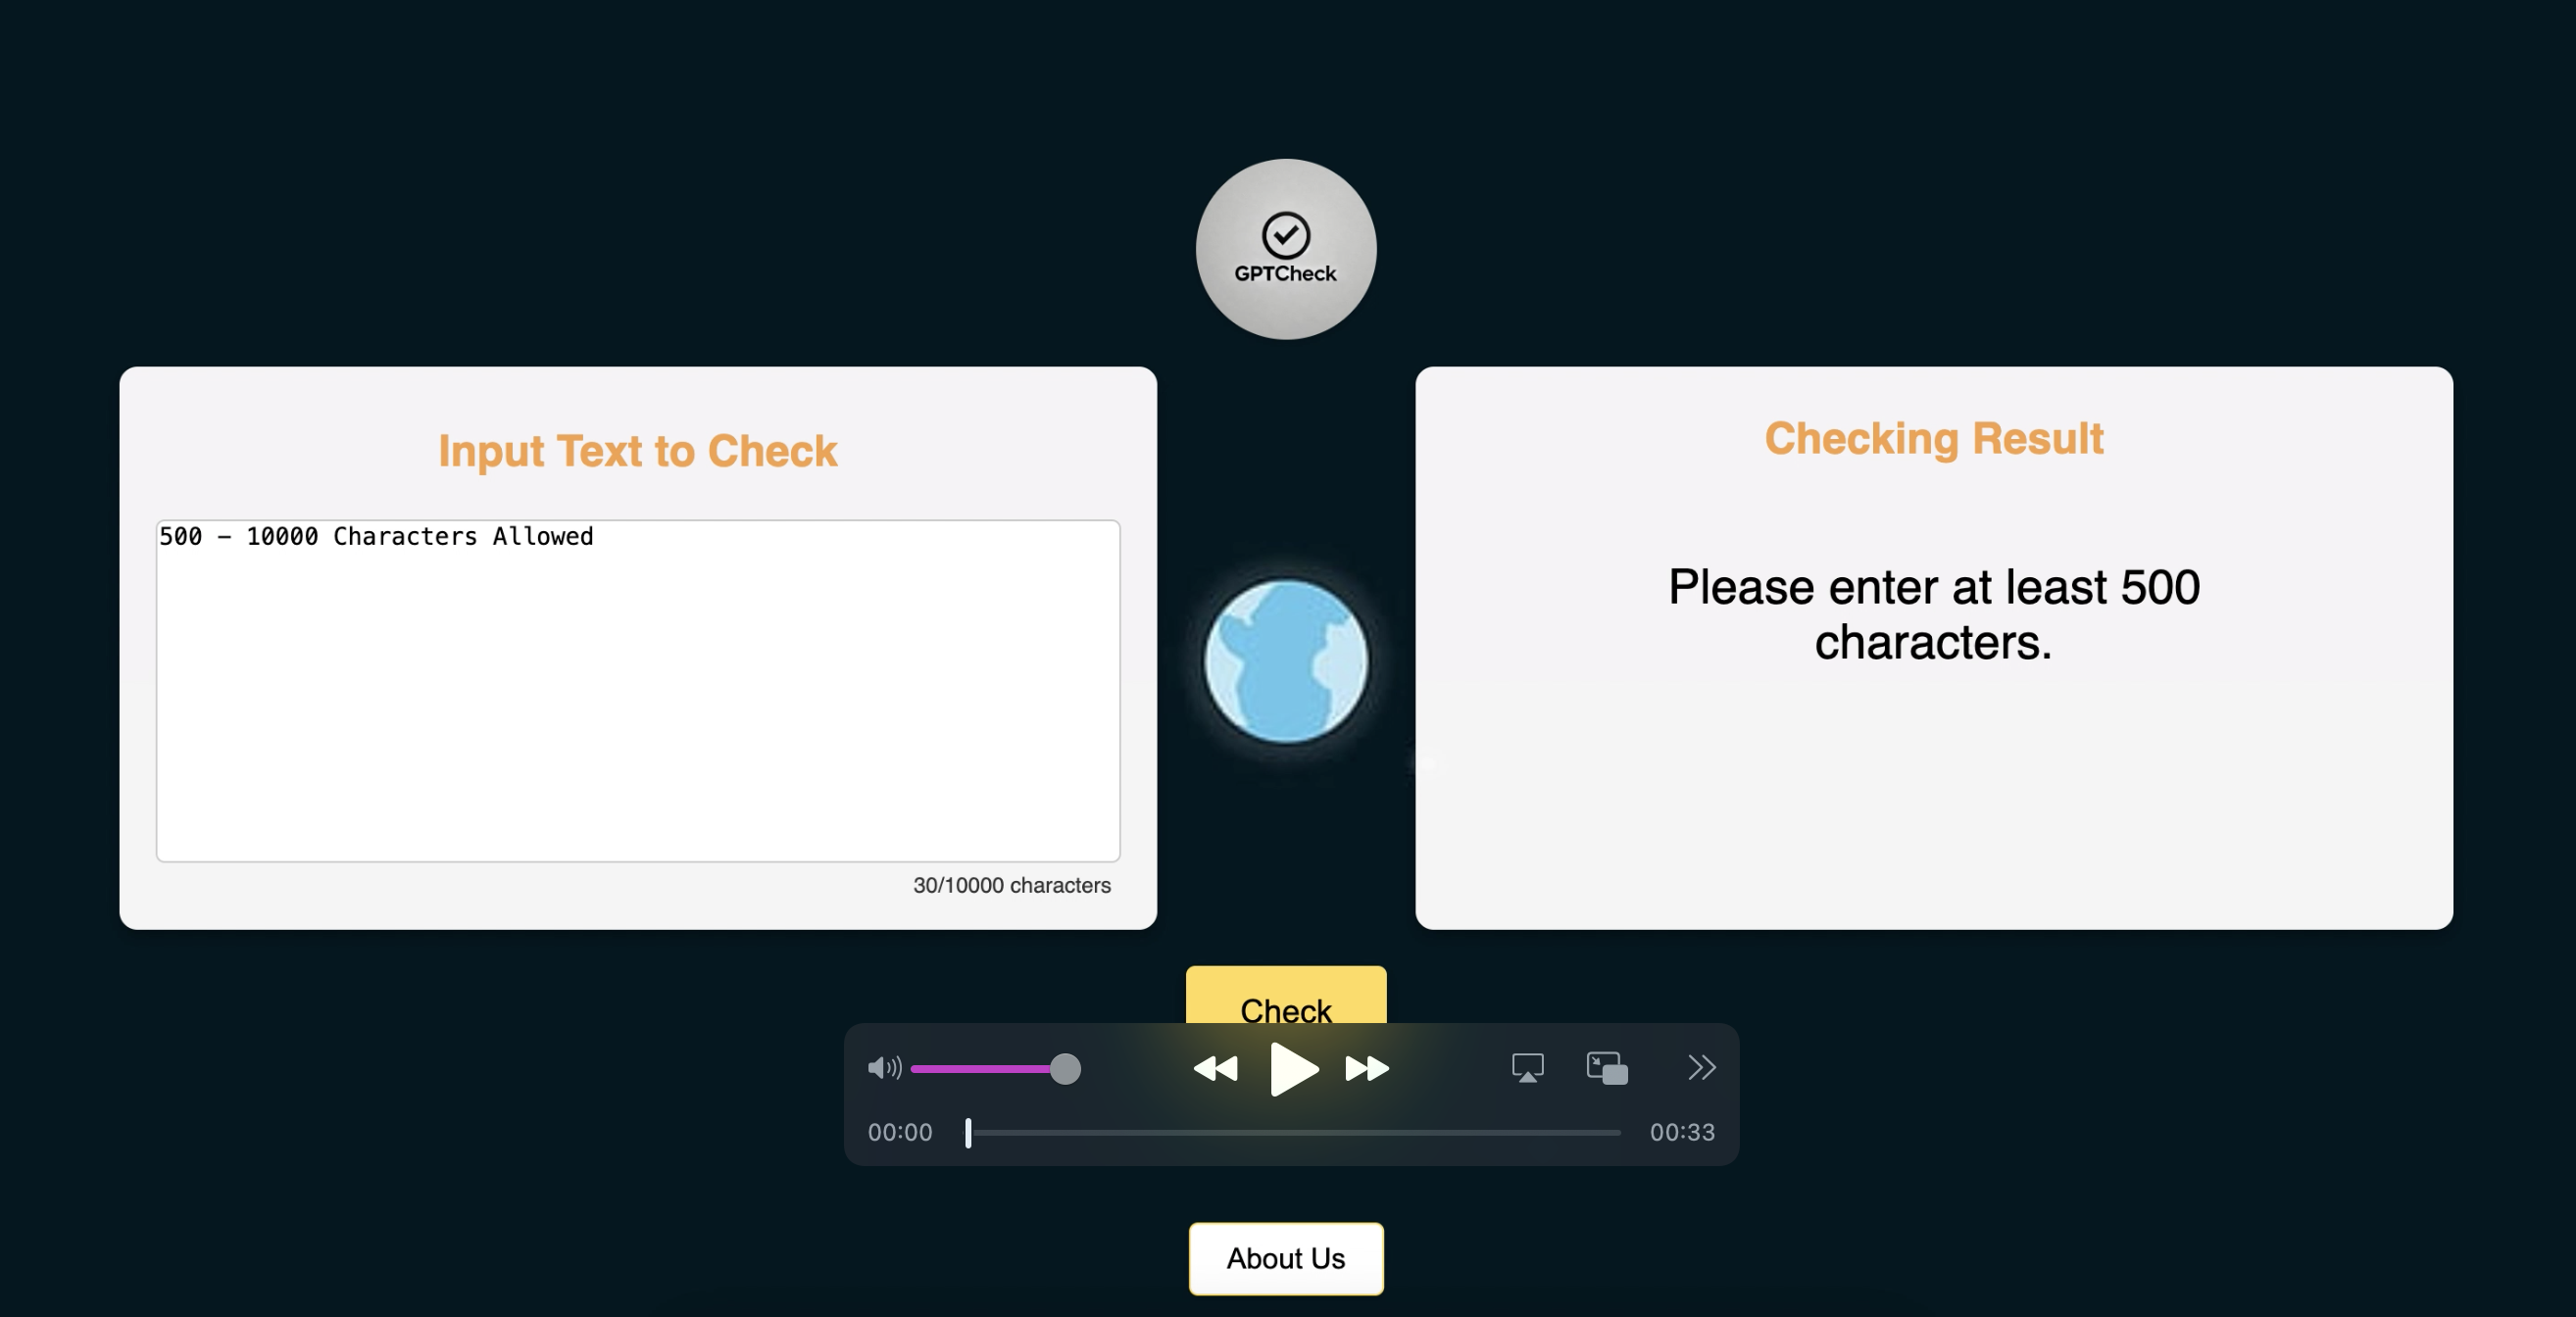 GPTCheck
Input Text to Check
500 – 10000 Characters Allowed
30/10000 characters
Checking Result
Please enter at least 500
characters.
Check
00:00
00:33
About Us